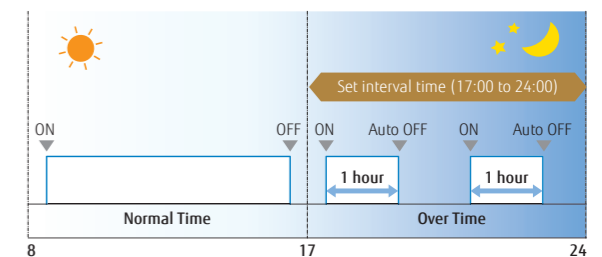 Set interval time (17:00 to 24:00)
ON OFF ON Auto OFF ON Auto OFF
1 hour 1 hour
Normal Time Over Time
8 17 24